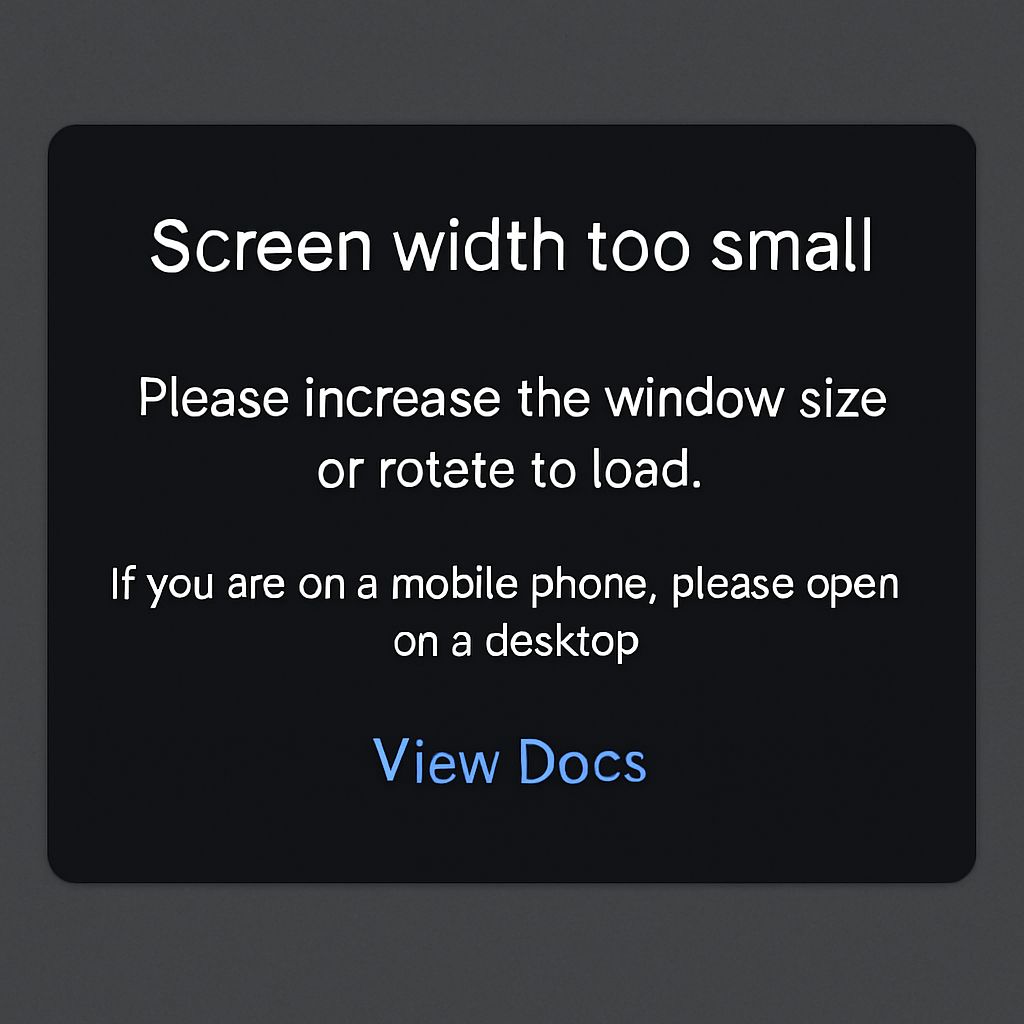 Screen width too small
Please increase the window size
or rotate to load.
If you are on a mobile phone, please open
on a desktop
View Docs